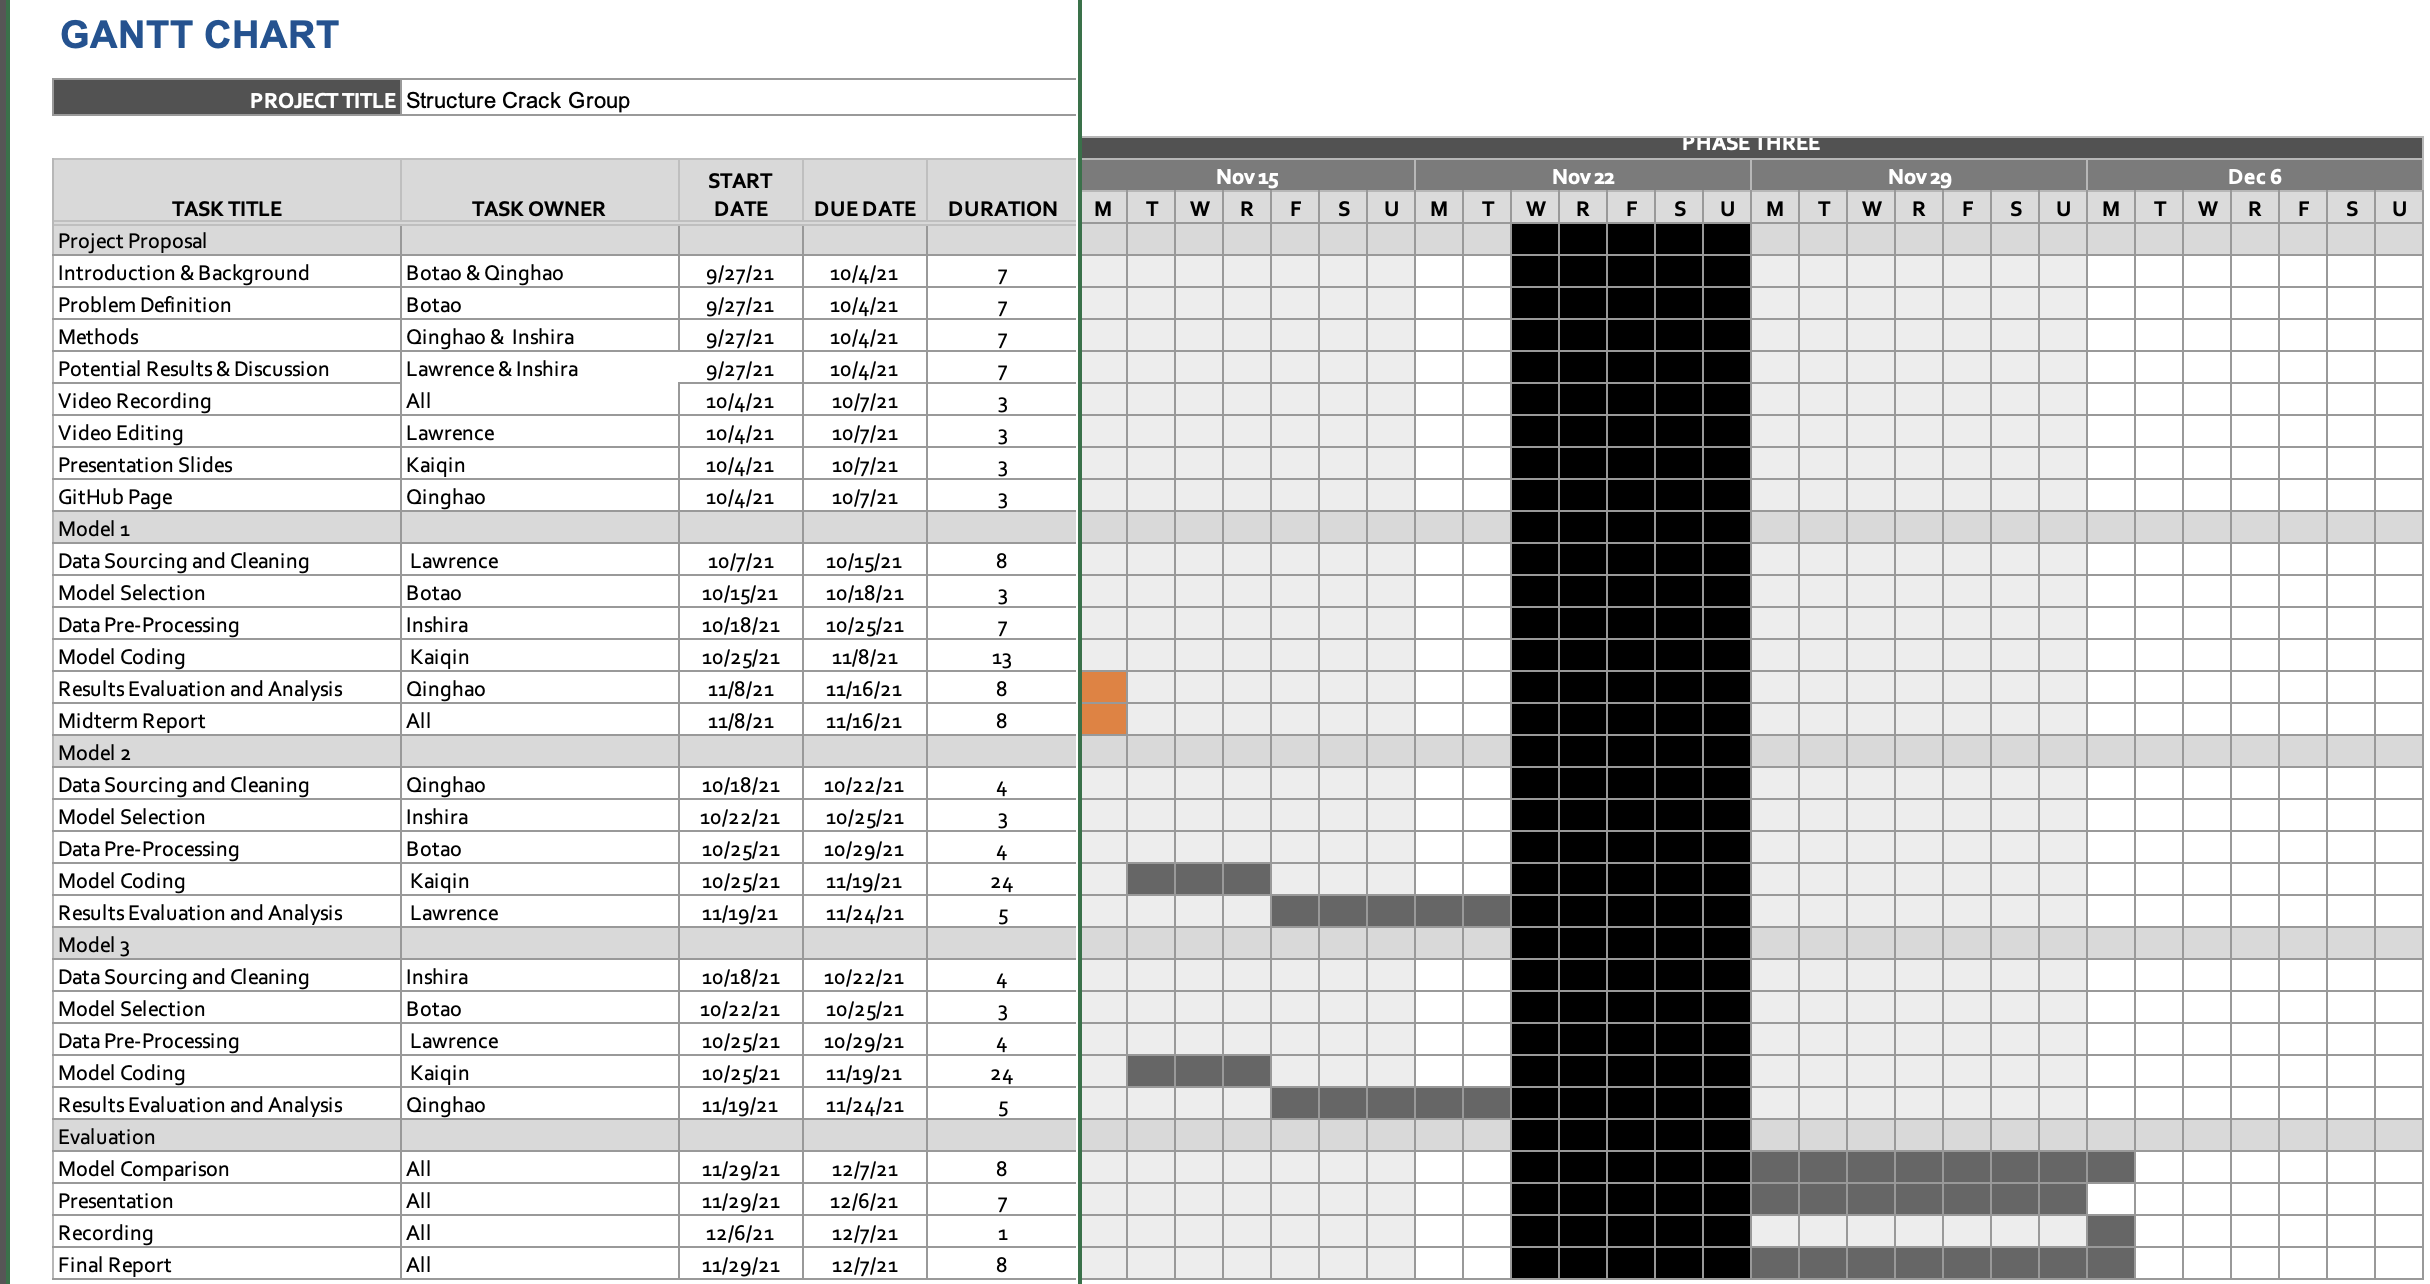 GANTT CHART
PROJECT TITLE Structure Crack Group
PHASE THREE
Nov 15 Nov 22 Nov 29 Dec 6
TASK TITLE TASK OWNER START DATE DUE DATE DURATION M T W R F S U M T W R F S U M T W R F S U M T W R F S U
Project Proposal
Introduction & Background Botao & Qinghao 9/27/21 10/4/21 7
Problem Definition Botao 9/27/21 10/4/21 7
Methods Qinghao & Inshira 9/27/21 10/4/21 7
Potential Results & Discussion Lawrence & Inshira 9/27/21 10/4/21 7
Video Recording All 10/4/21 10/7/21 3
Video Editing Lawrence 10/4/21 10/7/21 3
Presentation Slides Kaiqin 10/4/21 10/7/21 3
GitHub Page Qinghao 10/4/21 10/7/21 3
Model 1
Data Sourcing and Cleaning Lawrence 10/7/21 10/15/21 8
Model Selection Botao 10/15/21 10/18/21 3
Data Pre-Processing Inshira 10/18/21 10/25/21 7
Model Coding Kaiqin 10/25/21 11/8/21 13
Results Evaluation and Analysis Qinghao 11/8/21 11/16/21 8
Midterm Report All 11/8/21 11/16/21 8
Model 2
Data Sourcing and Cleaning Qinghao 10/18/21 10/22/21 4
Model Selection Inshira 10/22/21 10/25/21 3
Data Pre-Processing Botao 10/25/21 10/29/21 4
Model Coding Kaiqin 10/25/21 11/19/21 24
Results Evaluation and Analysis Lawrence 11/19/21 11/24/21 5
Model 3
Data Sourcing and Cleaning Inshira 10/18/21 10/22/21 4
Model Selection Botao 10/22/21 10/25/21 3
Data Pre-Processing Lawrence 10/25/21 10/29/21 4
Model Coding Kaiqin 10/25/21 11/19/21 24
Results Evaluation and Analysis Qinghao 11/19/21 11/24/21 5
Evaluation
Model Comparison All 11/29/21 12/7/21 8
Presentation All 11/29/21 12/6/21 7
Recording All 12/6/21 12/7/21 1
Final Report All 11/29/21 12/7/21 8